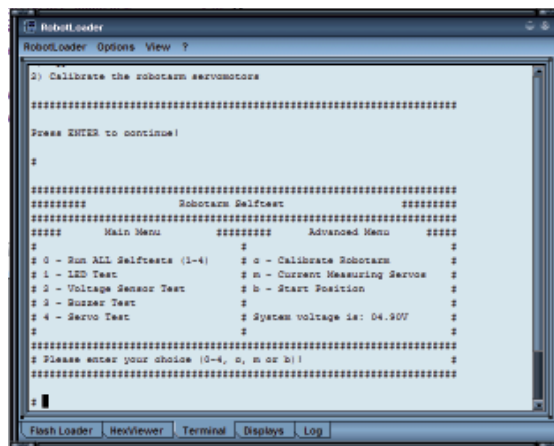 RobotLoader
RobotLoader Options View ?
2) Calibrate the robotarm servomotors
#####################################################################
Press ENTER to continue!
#
#####################################################################
######### Robotarm Selftest #########
#####################################################################
##### Main Menu ######### Advanced Menu #####
# # #
# 0 - Run ALL Selftests (1-4) # c - Calibrate Robotarm #
# 1 - LED Test # m - Current Measuring Servos #
# 2 - Voltage Sensor Test # b - Start Position #
# 3 - Buzzer Test # #
# 4 - Servo Test # System voltage is: 04.90V #
# # #
#####################################################################
# Please enter your choice (0-4, c, m or b)! #
#####################################################################
#
Flash Loader HexViewer Terminal Displays Log